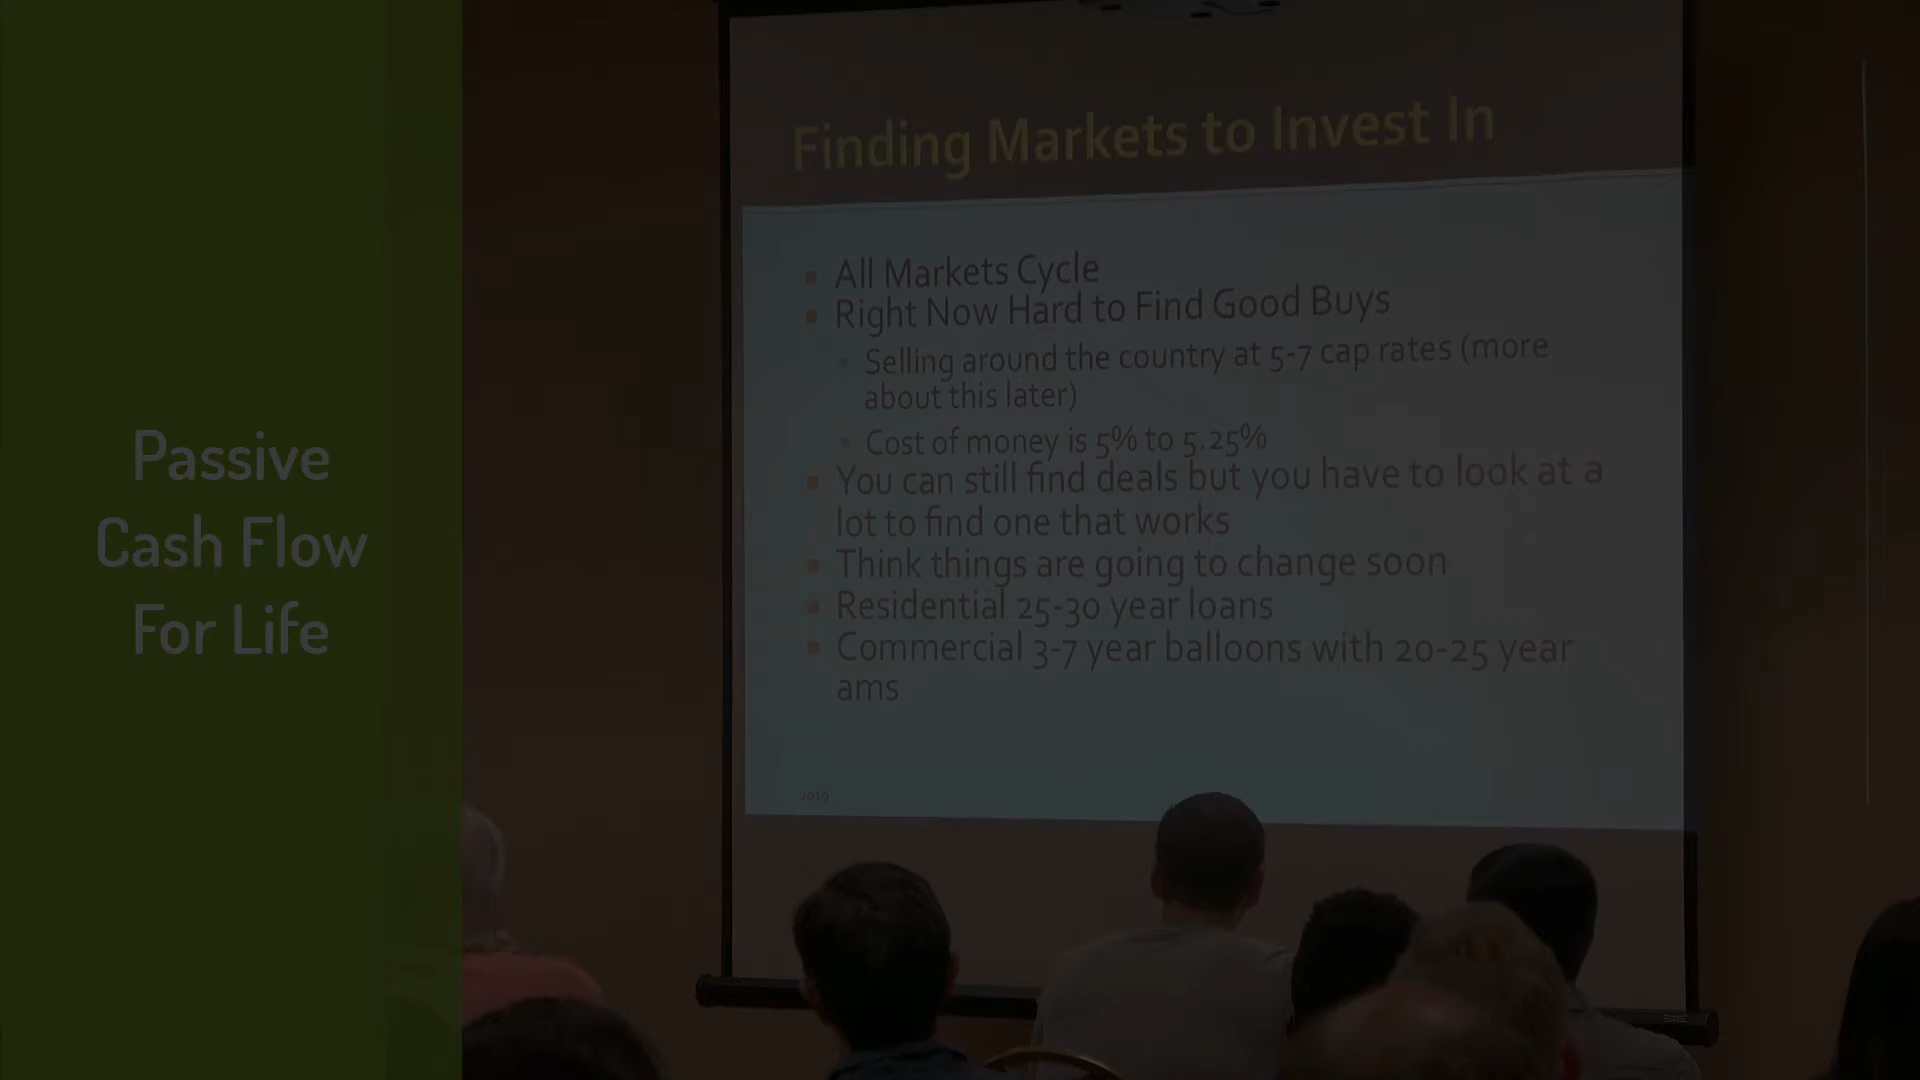 Passive
Cash Flow
For Life
Finding Markets to Invest In
All Markets Cycle
Right Now Hard to Find Good Buys
Selling around the country at 5-7 cap rates (more
about this later)
Cost of money is 5% to 5.25%
You can still find deals but you have to look at a
lot to find one that works
Think things are going to change soon
Residential 25-30 year loans
Commercial 3-7 year balloons with 20-25 year
ams
2019